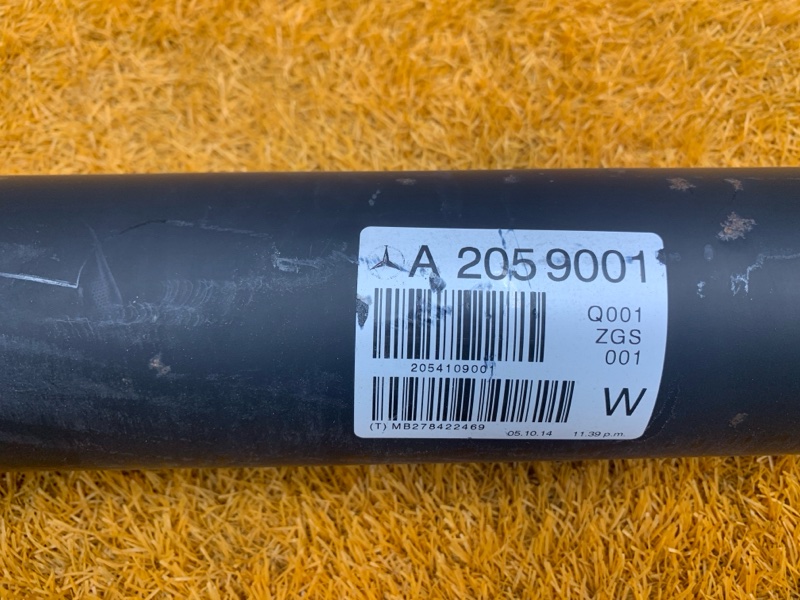 A 205 9001
Q001
ZGS
001
2054109001
W
(T) MB278422469
05.10.14 11.39 p.m.